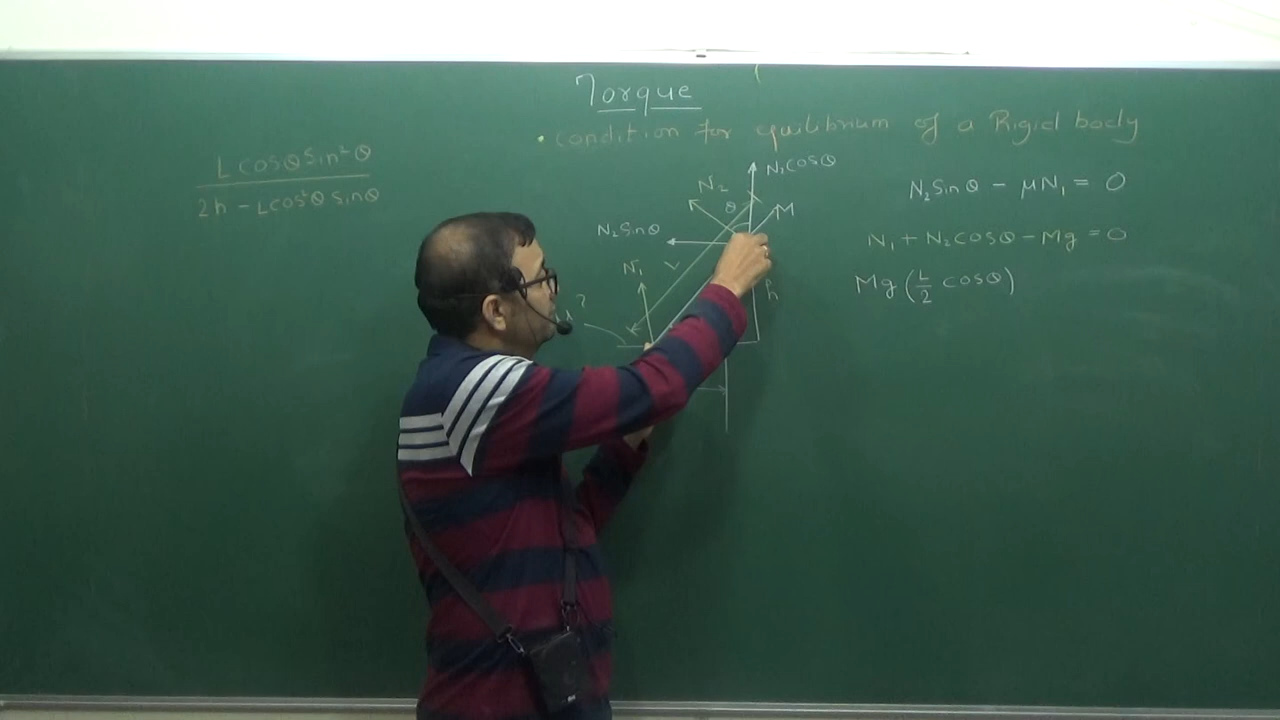 Torque
• condition for equilibrium of a Rigid body
L cosθ sin²θ
2h - L cos²θ sinθ
N₂ cosθ
N₂
θ
M
N₂ sinθ
N₁
?
h
N₂ sinθ - μN₁ = 0
N₁ + N₂ cosθ - Mg = 0
Mg (L/2 cosθ)